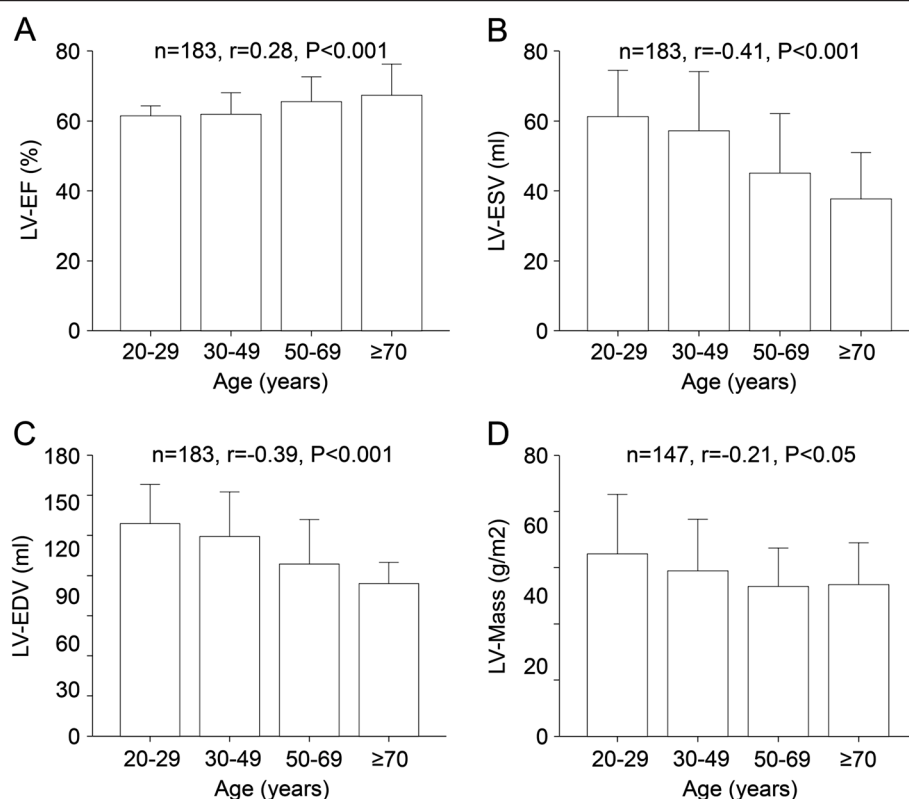 A
n=183, r=0.28, P<0.001
80
60
40
20
0
LV-EF (%)
20-29 30-49 50-69 ≥70
Age (years)
B
n=183, r=-0.41, P<0.001
80
60
40
20
0
LV-ESV (ml)
20-29 30-49 50-69 ≥70
Age (years)
C
n=183, r=-0.39, P<0.001
180
150
120
90
60
30
0
LV-EDV (ml)
20-29 30-49 50-69 ≥70
Age (years)
D
n=147, r=-0.21, P<0.05
80
60
40
20
0
LV-Mass (g/m2)
20-29 30-49 50-69 ≥70
Age (years)